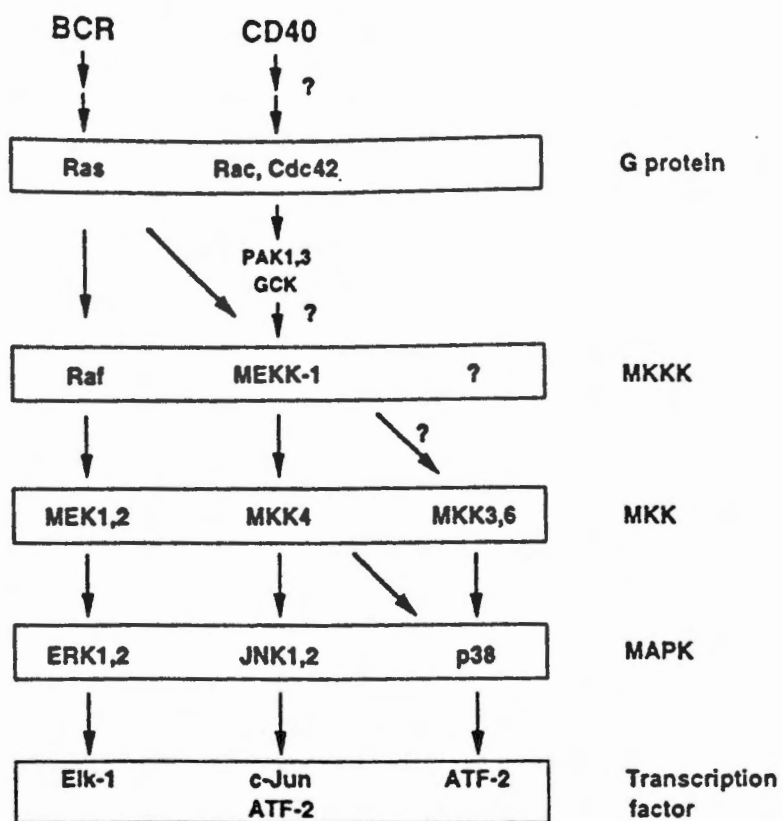 BCR CD40
?
Ras Rac, Cdc42 G protein
PAK1,3
GCK
?
Raf MEKK-1 ? MKKK
?
MEK1,2 MKK4 MKK3,6 MKK
ERK1,2 JNK1,2 p38 MAPK
Elk-1 c-Jun ATF-2 Transcription
ATF-2 factor